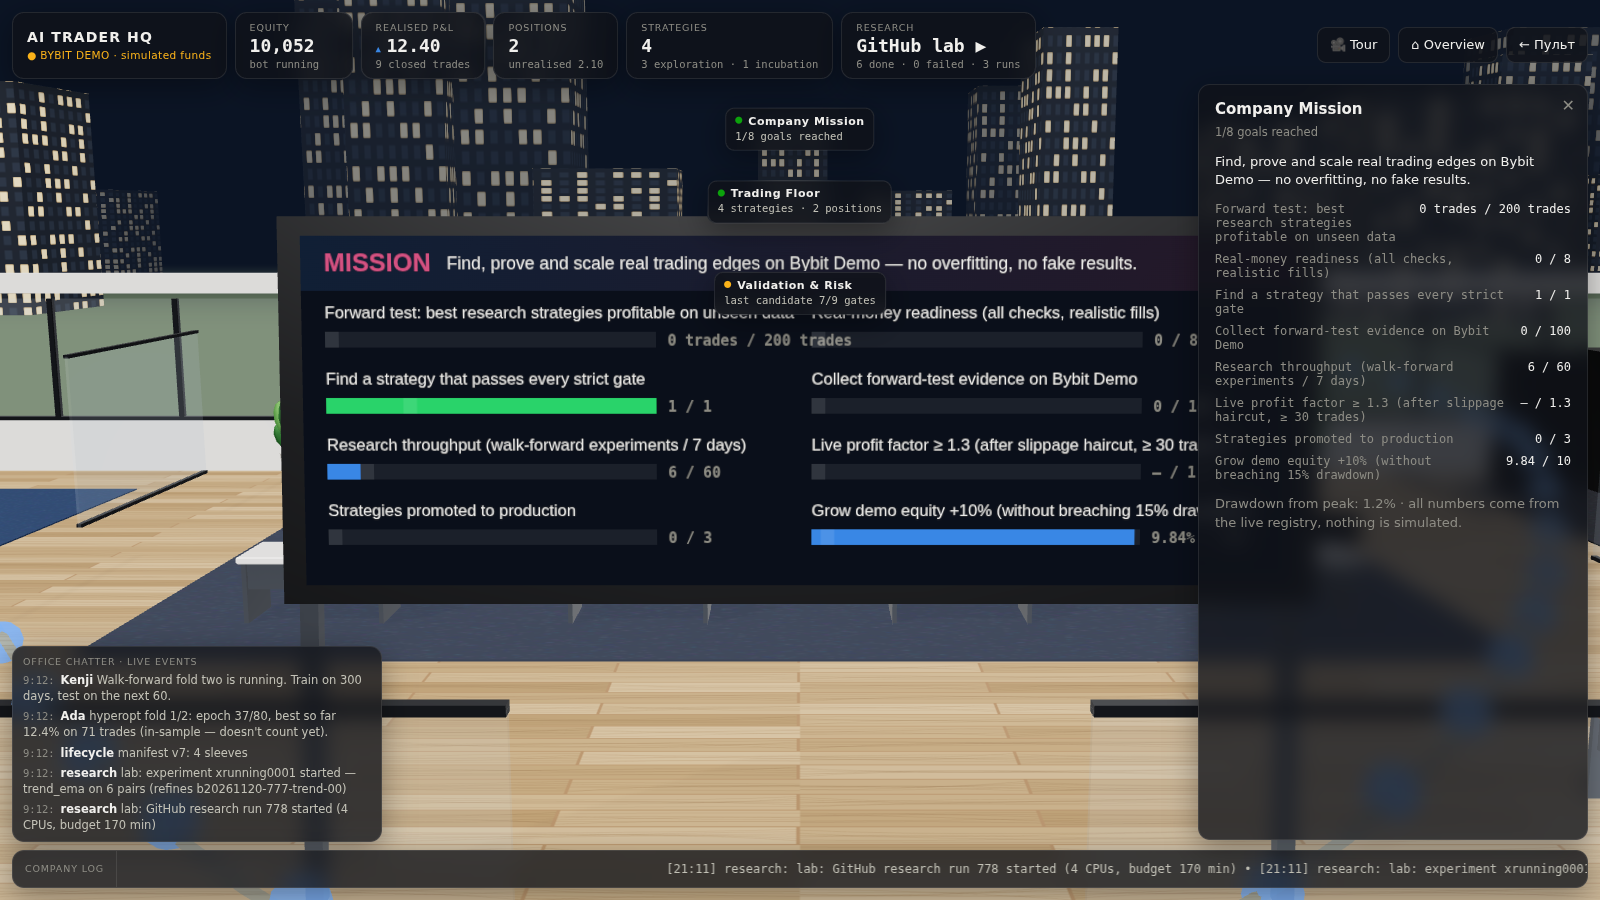 AI TRADER HQ
● BYBIT DEMO · simulated funds
EQUITY
10,052
bot running
REALISED P&L
▲ 12.40
9 closed trades
POSITIONS
2
unrealised 2.10
STRATEGIES
4
3 exploration · 1 incubation
RESEARCH
GitHub lab ▶
6 done · 0 failed · 3 runs
🎥 Tour
⌂ Overview
← Пульт
Company Mission
1/8 goals reached
Trading Floor
4 strategies · 2 positions
Validation & Risk
last candidate 7/9 gates
MISSION Find, prove and scale real trading edges on Bybit Demo — no overfitting, no fake results.
Forward test: best research strategies profitable on unseen data
0 trades / 200 trades
Real-money readiness (all checks, realistic fills)
0 / 8
Find a strategy that passes every strict gate
1 / 1
Collect forward-test evidence on Bybit Demo
0 / 1
Research throughput (walk-forward experiments / 7 days)
6 / 60
Live profit factor ≥ 1.3 (after slippage haircut, ≥ 30 tra
— / 1
Strategies promoted to production
0 / 3
Grow demo equity +10% (without breaching 15% draw
9.84%
Company Mission
✕
1/8 goals reached
Find, prove and scale real trading edges on Bybit
Demo — no overfitting, no fake results.
Forward test: best 0 trades / 200 trades
research strategies
profitable on unseen data
Real-money readiness (all checks, 0 / 8
realistic fills)
Find a strategy that passes every strict 1 / 1
gate
Collect forward-test evidence on Bybit 0 / 100
Demo
Research throughput (walk-forward 6 / 60
experiments / 7 days)
Live profit factor ≥ 1.3 (after slippage — / 1.3
haircut, ≥ 30 trades)
Strategies promoted to production 0 / 3
Grow demo equity +10% (without 9.84 / 10
breaching 15% drawdown)
Drawdown from peak: 1.2% · all numbers come from
the live registry, nothing is simulated.
OFFICE CHATTER · LIVE EVENTS
9:12: Kenji Walk-forward fold two is running. Train on 300
days, test on the next 60.
9:12: Ada hyperopt fold 1/2: epoch 37/80, best so far
12.4% on 71 trades (in-sample — doesn't count yet).
9:12: lifecycle manifest v7: 4 sleeves
9:12: research lab: experiment xrunning0001 started —
trend_ema on 6 pairs (refines b20261120-777-trend-00)
9:12: research lab: GitHub research run 778 started (4
CPUs, budget 170 min)
COMPANY LOG
[21:11] research: lab: GitHub research run 778 started (4 CPUs, budget 170 min) • [21:11] research: lab: experiment xrunning0001